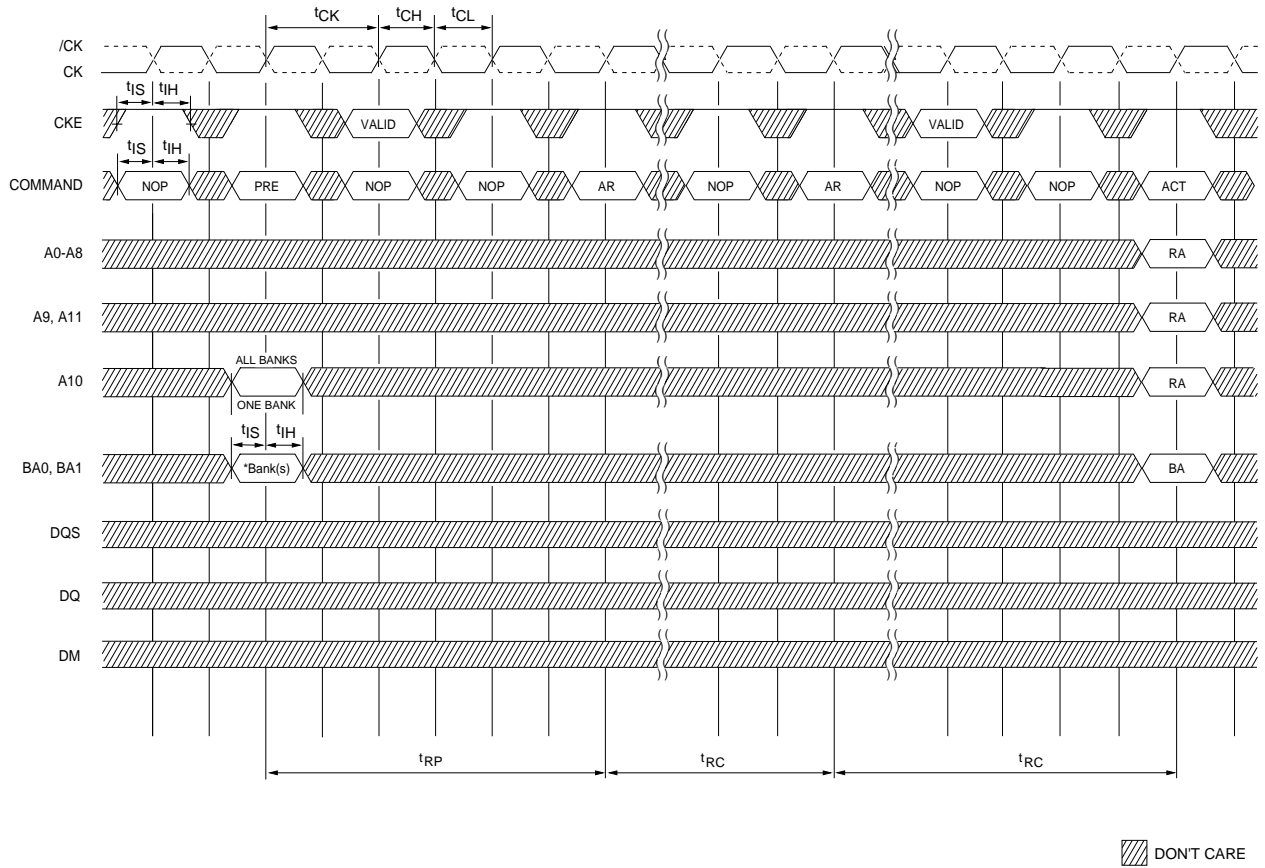 tCK tCH tCL
/CK
CK
tIS tIH
CKE VALID VALID
tIS tIH
COMMAND NOP PRE NOP NOP AR NOP AR NOP NOP ACT
A0-A8 RA
A9, A11 RA
ALL BANKS
A10 RA
ONE BANK
tIS tIH
BA0, BA1 *Bank(s) BA
DQS
DQ
DM
tRP tRC tRC
DON'T CARE